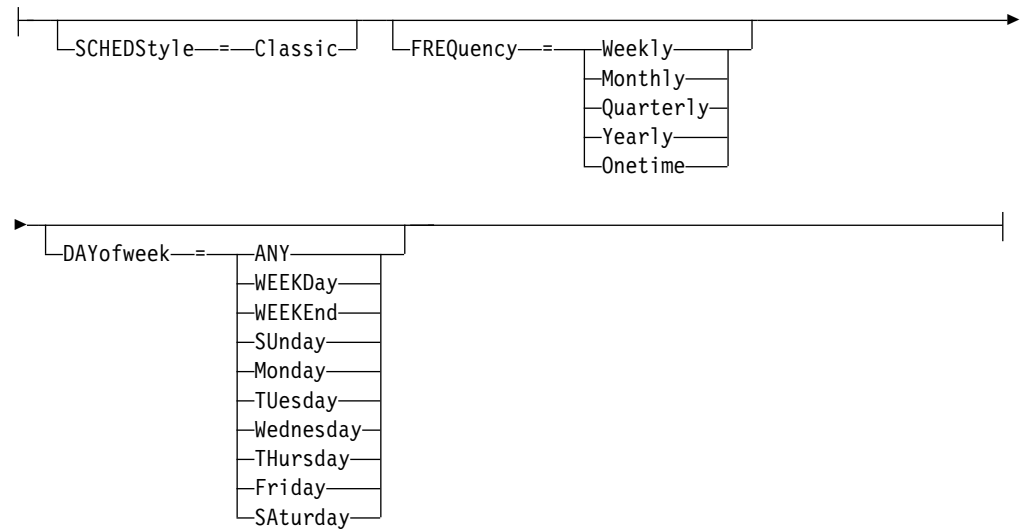 SCHEDStyle = Classic FREQuency = Weekly
Monthly
Quarterly
Yearly
Onetime
DAYofweek = ANY
WEEKDay
WEEKEnd
SUnday
Monday
TUesday
Wednesday
THursday
Friday
SAturday